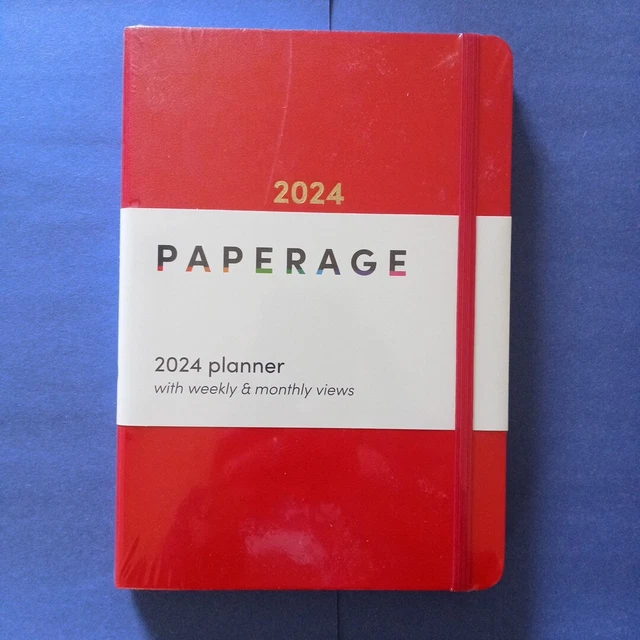 2024
PAPERAGE
2024 planner
with weekly & monthly views